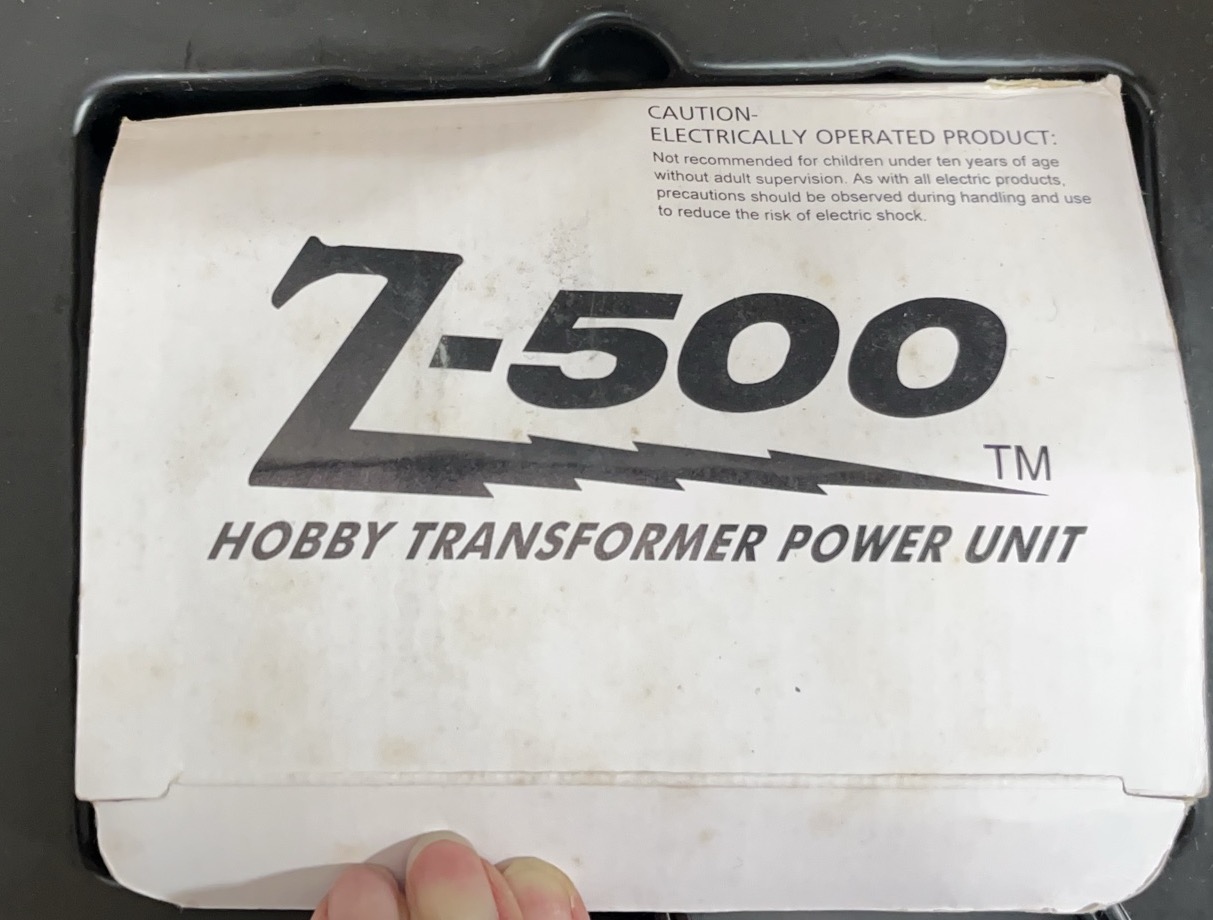 CAUTION-
ELECTRICALLY OPERATED PRODUCT:
Not recommended for children under ten years of age
without adult supervision. As with all electric products,
precautions should be observed during handling and use
to reduce the risk of electric shock.
Z-500
TM
HOBBY TRANSFORMER POWER UNIT